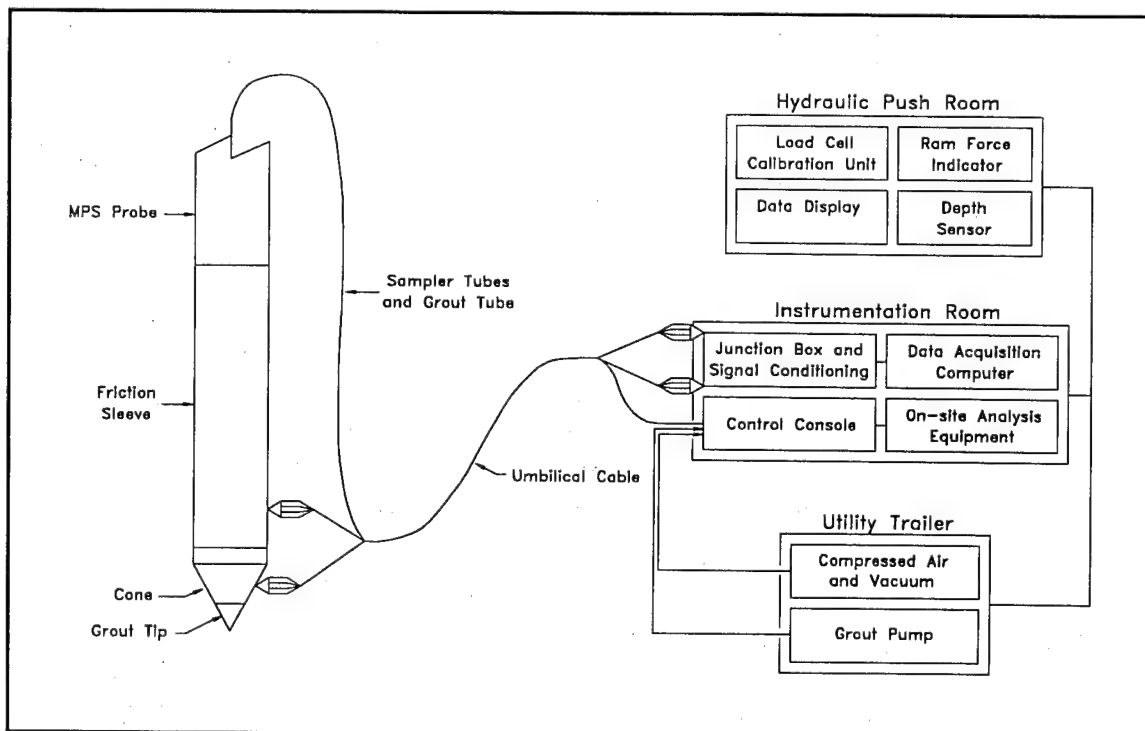 Hydraulic Push Room
Load Cell
Calibration Unit
Ram Force
Indicator
Data Display
Depth
Sensor
MPS Probe
Sampler Tubes
and Grout Tube
Instrumentation Room
Junction Box and
Signal Conditioning
Data Acquisition
Computer
Friction
Sleeve
Control Console
On-site Analysis
Equipment
Umbilical Cable
Utility Trailer
Compressed Air
and Vacuum
Cone
Grout Tip
Grout Pump